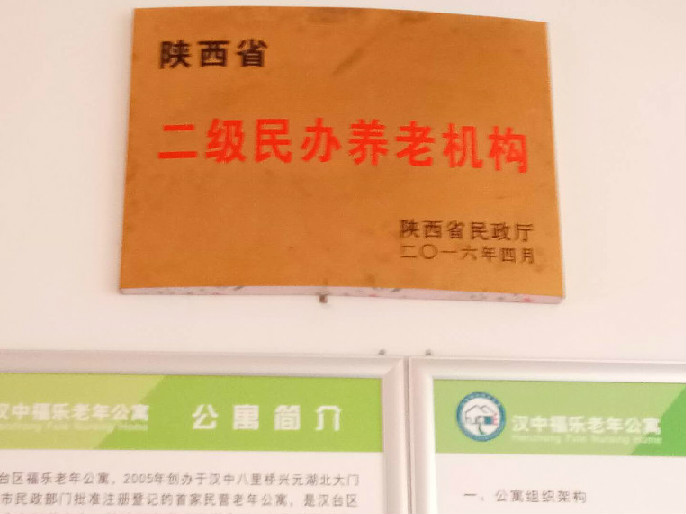 陕西省
二级民办养老机构
陕西省民政厅
二〇一六年四月
汉中福乐老年公寓
公寓简介
台区福乐老年公寓，2005年创办于汉中八里桥兴元湖北大门
市民政部门批准注册登记的首家民营老年公寓，是汉台区
汉中福乐老年公寓
Hanzhong Fule Nursing Home
一、公寓组织架构